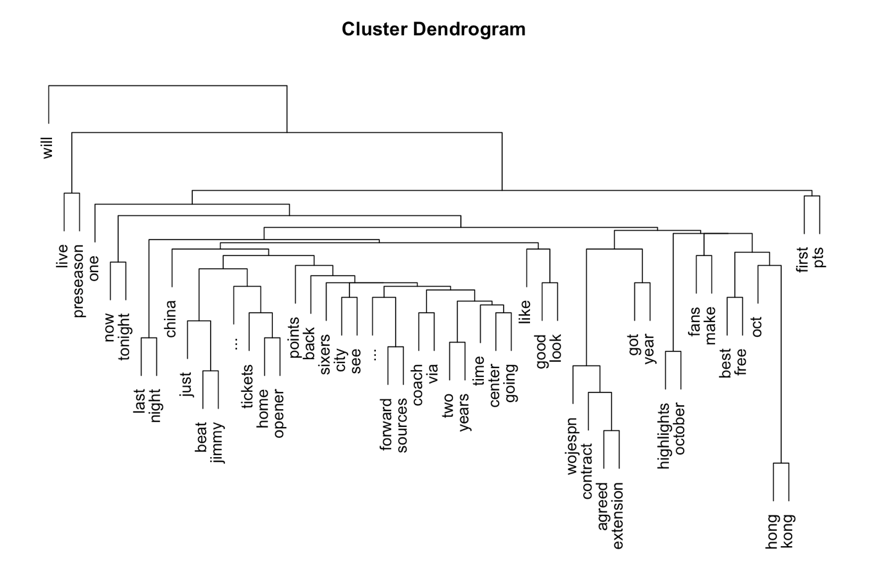 Cluster Dendrogram
will
live
preseason
one
now
tonight
last
night
china
just
beat
jimmy
...
tickets
home
opener
points
back
sixers
city
see
...
forward
sources
coach
via
two
years
time
center
going
like
good
look
wojespn
contract
agreed
extension
got
year
highlights
october
fans
make
best
free
oct
hong
kong
first
pts